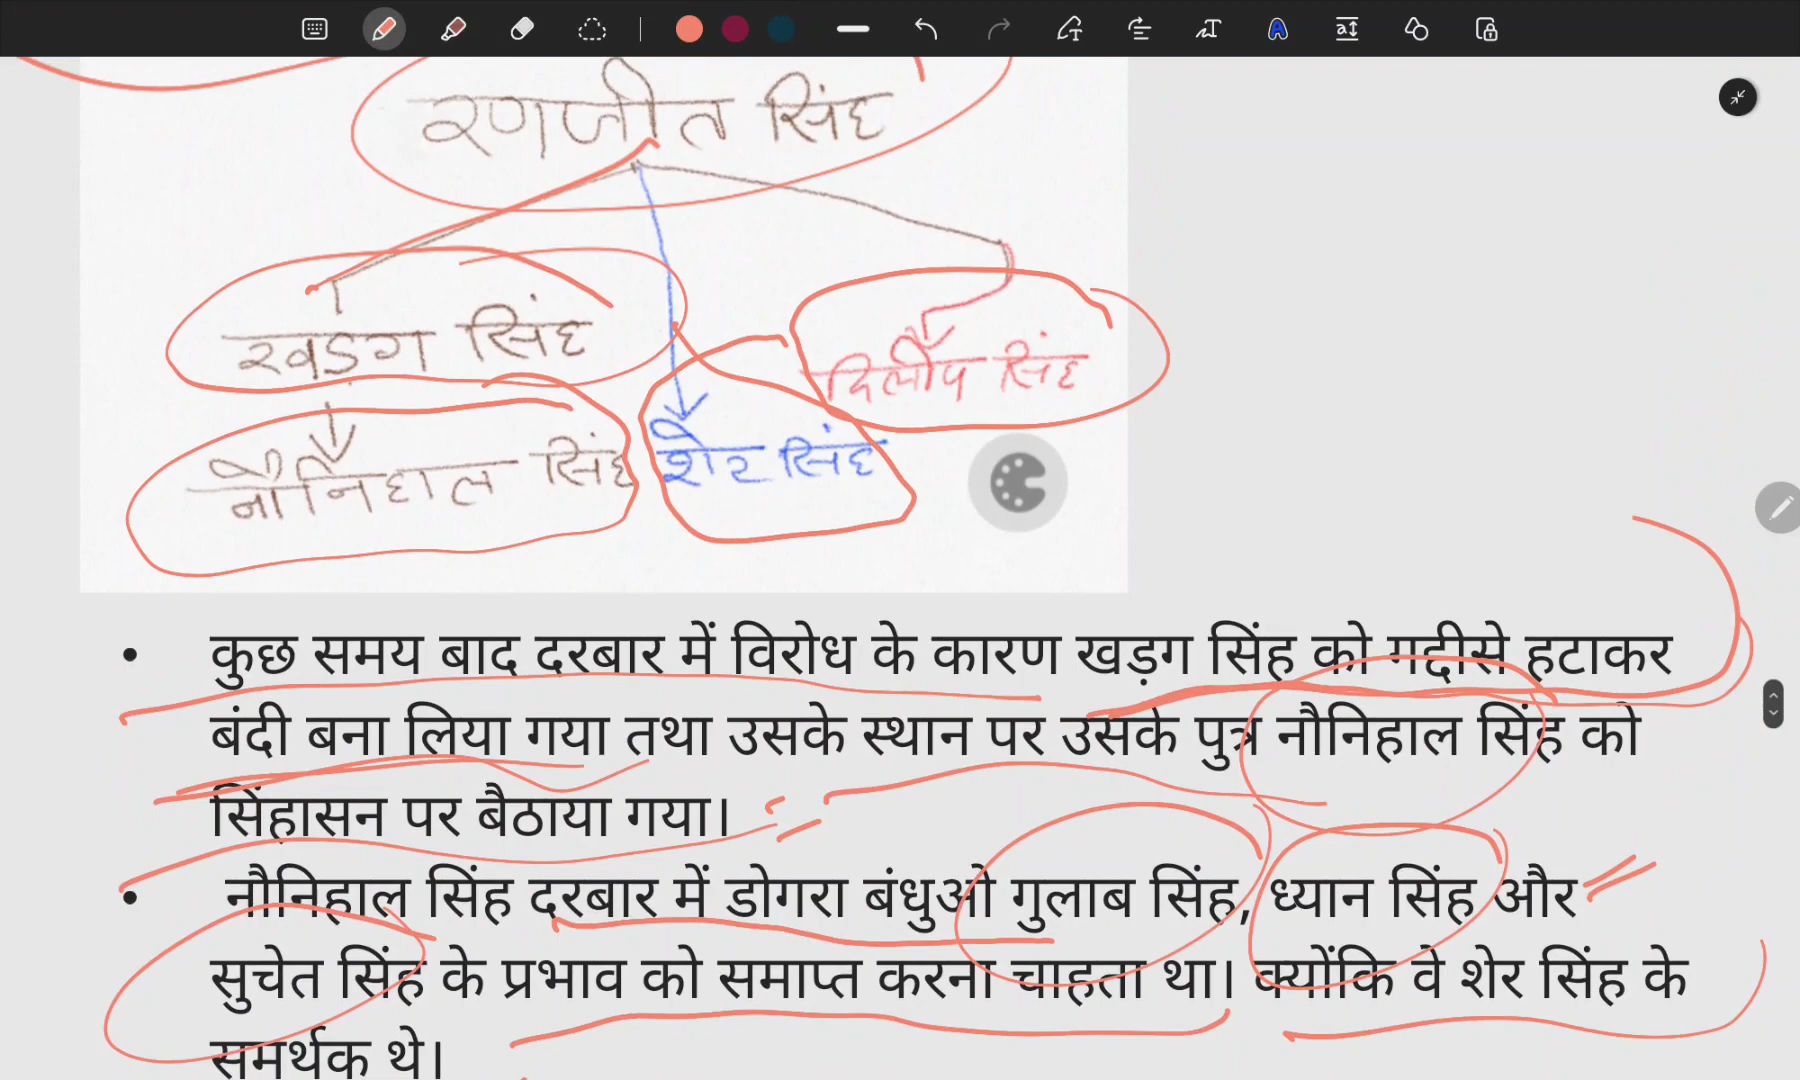 रणजीत सिंह
खड़ग सिंह
दिलीप सिंह
नौनिहाल सिंह
शेर सिंह
• कुछ समय बाद दरबार में विरोध के कारण खड़ग सिंह को गद्दीसे हटाकर
बंदी बना लिया गया तथा उसके स्थान पर उसके पुत्र नौनिहाल सिंह को
सिंहासन पर बैठाया गया।
• नौनिहाल सिंह दरबार में डोगरा बंधुओ गुलाब सिंह, ध्यान सिंह और
सुचेत सिंह के प्रभाव को समाप्त करना चाहता था। क्योंकि वे शेर सिंह के
समर्थक थे।